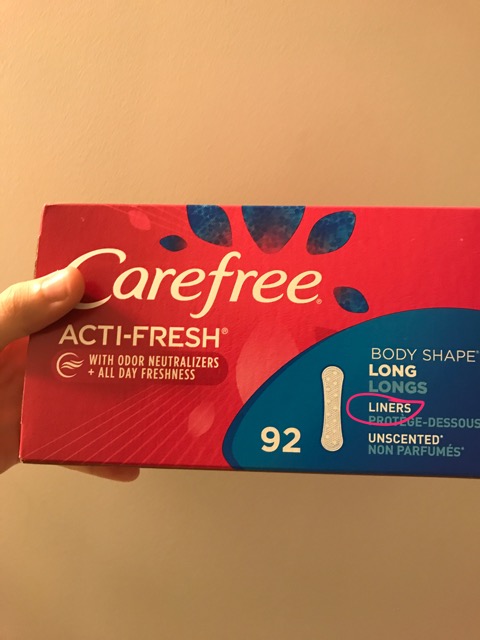 Carefree®
ACTI-FRESH®
WITH ODOR NEUTRALIZERS
+ ALL DAY FRESHNESS
92
BODY SHAPE*
LONG
LONGS
LINERS
PROTÈGE-DESSOUS
UNSCENTED*
NON PARFUMÉS*